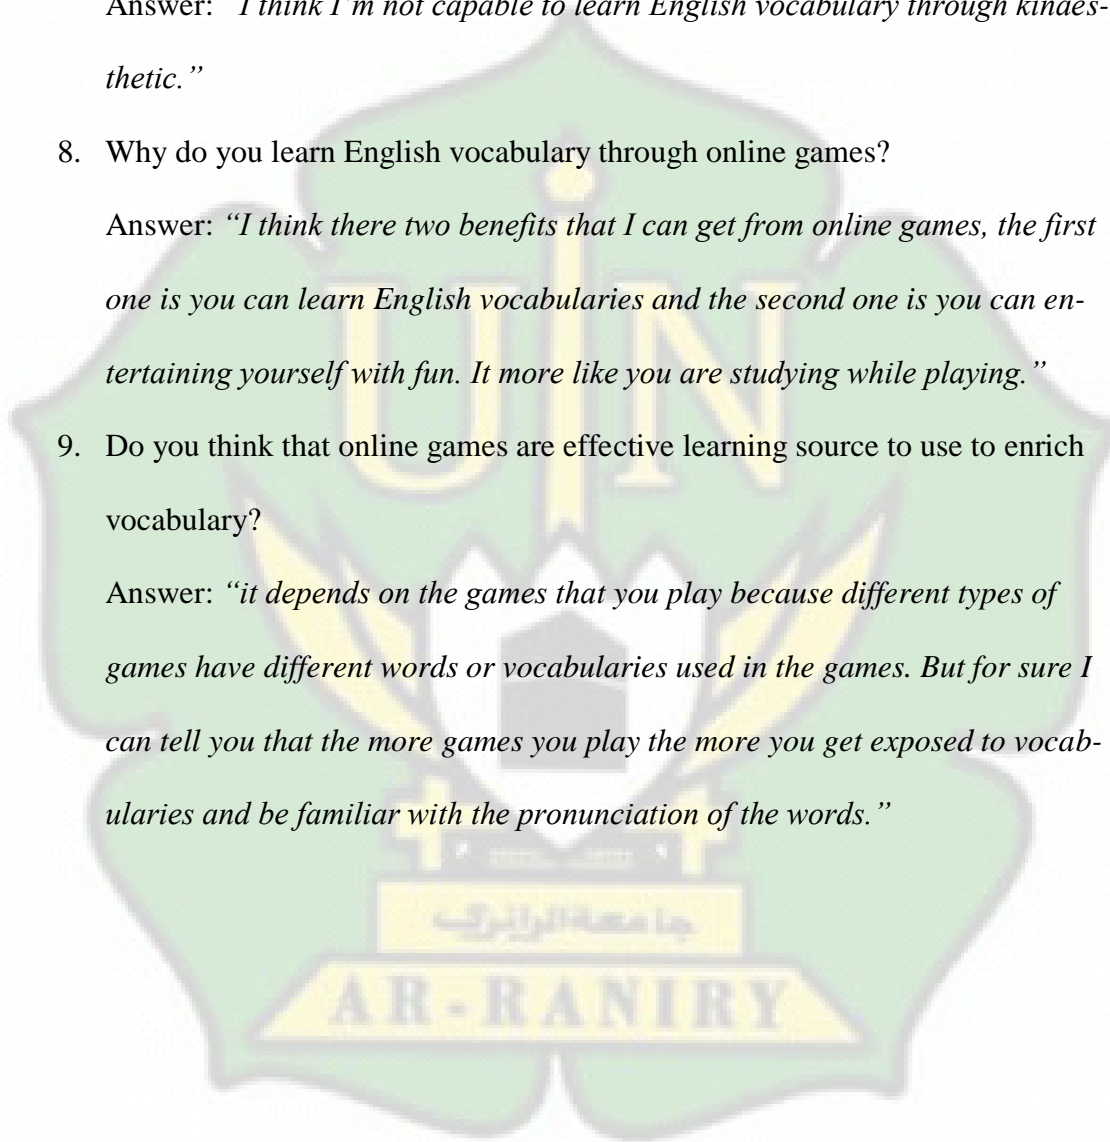 Answer: “I think I’m not capable to learn English vocabulary through kinaes-
thetic.”
8. Why do you learn English vocabulary through online games?
Answer: “I think there two benefits that I can get from online games, the first
one is you can learn English vocabularies and the second one is you can en-
tertaining yourself with fun. It more like you are studying while playing.”
9. Do you think that online games are effective learning source to use to enrich
vocabulary?
Answer: “it depends on the games that you play because different types of
games have different words or vocabularies used in the games. But for sure I
can tell you that the more games you play the more you get exposed to vocab-
ularies and be familiar with the pronunciation of the words.”
UIN
جامعة الرانري
AR-RANIRY